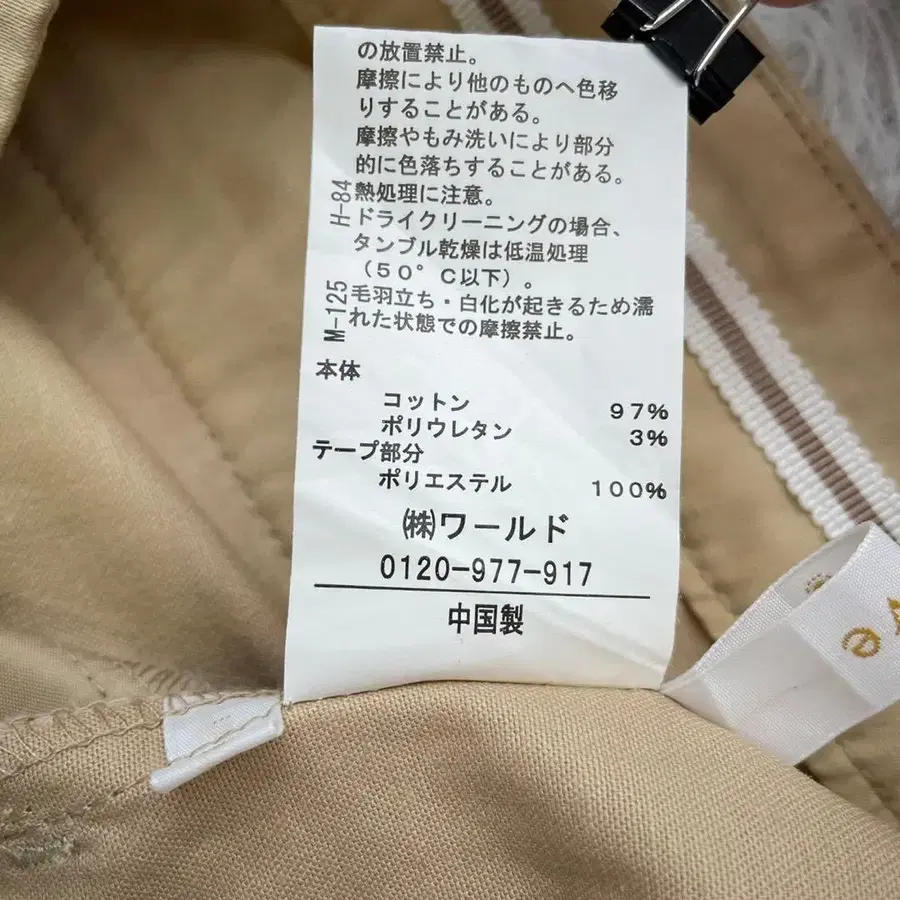 の放置禁止。
摩擦により他のものへ色移
りすることがある。
摩擦やもみ洗いにより部分
的に色落ちすることがある。
熱処理に注意。
ドライクリーニングの場合、
タンブル乾燥は低温処理
（50°C以下）。
毛羽立ち・白化が起きるため濡
れた状態での摩擦禁止。
H-84
M-125
本体
コットン 97%
ポリウレタン 3%
テープ部分
ポリエステル 100%
㈱ワールド
0120-977-917
中国製